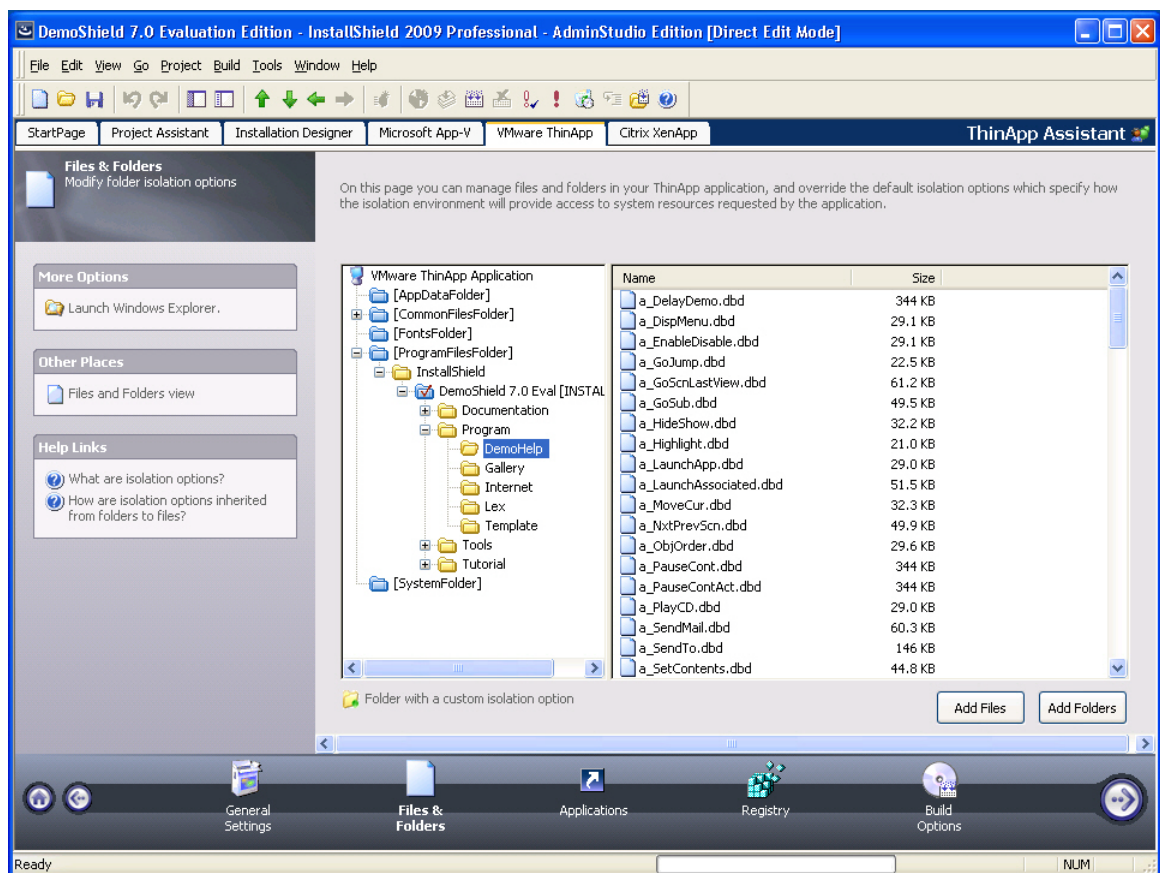 DemoShield 7.0 Evaluation Edition - InstallShield 2009 Professional - AdminStudio Edition [Direct Edit Mode]
File Edit View Go Project Build Tools Window Help
StartPage Project Assistant Installation Designer Microsoft App-V VMware ThinApp Citrix XenApp ThinApp Assistant
Files & Folders
Modify folder isolation options
On this page you can manage files and folders in your ThinApp application, and override the default isolation options which specify how
the isolation environment will provide access to system resources requested by the application.
More Options
Launch Windows Explorer.
Other Places
Files and Folders view
Help Links
What are isolation options?
How are isolation options inherited
from folders to files?
VMware ThinApp Application
[AppDataFolder]
[CommonFilesFolder]
[FontsFolder]
[ProgramFilesFolder]
InstallShield
DemoShield 7.0 Eval [INSTAL
Documentation
Program
DemoHelp
Gallery
Internet
Lex
Template
Tools
Tutorial
[SystemFolder]
Name Size
a_DelayDemo.dbd 344 KB
a_DispMenu.dbd 29.1 KB
a_EnableDisable.dbd 29.1 KB
a_GoJump.dbd 22.5 KB
a_GoScnLastView.dbd 61.2 KB
a_GoSub.dbd 49.5 KB
a_HideShow.dbd 32.2 KB
a_Highlight.dbd 21.0 KB
a_LaunchApp.dbd 29.0 KB
a_LaunchAssociated.dbd 51.5 KB
a_MoveCur.dbd 32.3 KB
a_NxtPrevScn.dbd 49.9 KB
a_ObjOrder.dbd 29.6 KB
a_PauseCont.dbd 344 KB
a_PauseContAct.dbd 344 KB
a_PlayCD.dbd 29.0 KB
a_SendMail.dbd 60.3 KB
a_SendTo.dbd 146 KB
a_SetContents.dbd 44.8 KB
Folder with a custom isolation option
Add Files Add Folders
General
Settings
Files &
Folders
Applications
Registry
Build
Options
Ready NUM